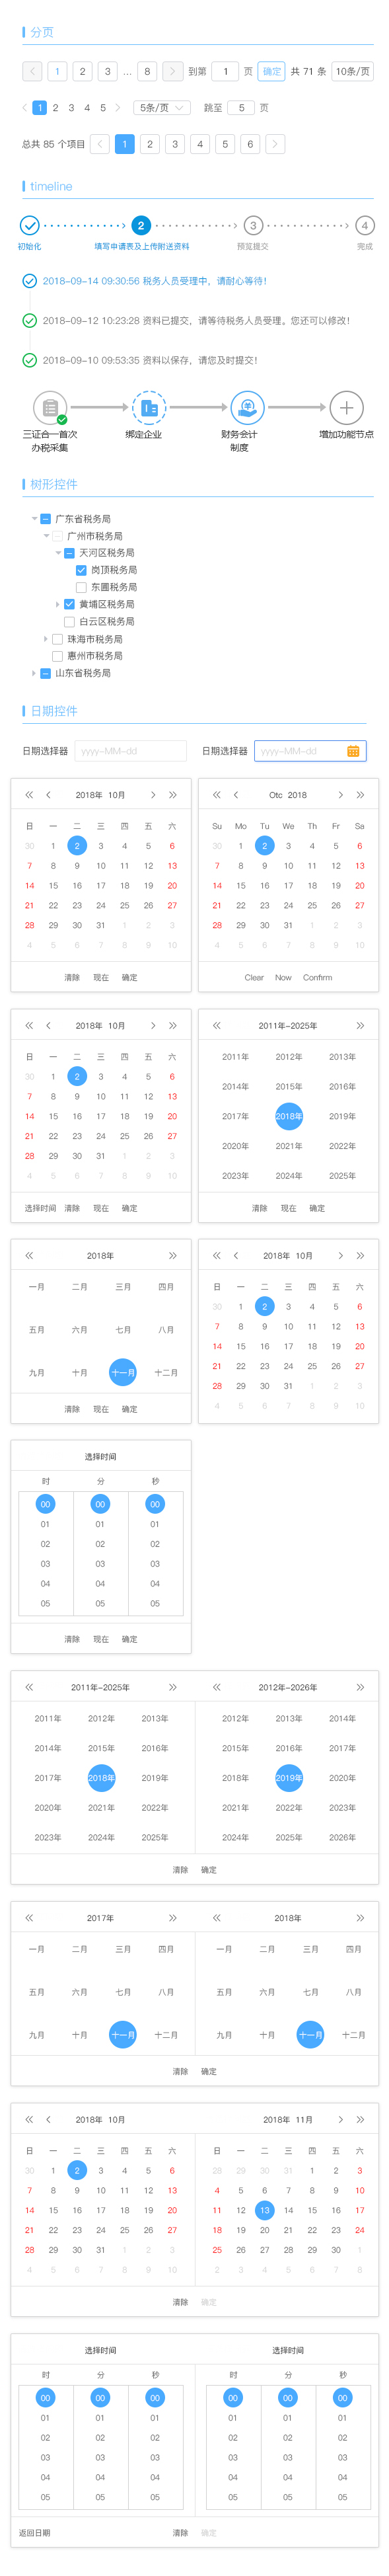 分页
1 2 3 ... 8 到第 1 页 确定 共 71 条 10条/页
1 2 3 4 5 5条/页 跳至 5 页
总共 85 个项目 1 2 3 4 5 6
timeline
2 3 4
初始化 填写申请表及上传附送资料 预览提交 完成
2018-09-14 09:30:56 税务人员受理中，请耐心等待！
2018-09-12 10:23:28 资料已提交，请等待税务人员受理。您还可以修改！
2018-09-10 09:53:35 资料以保存，请您及时提交！
三证合一首次 绑定企业 财务会计 增加功能节点
办税采集 制度
树形控件
广东省税务局
广州市税务局
天河区税务局
岗顶税务局
东圃税务局
黄埔区税务局
白云区税务局
珠海市税务局
惠州市税务局
山东省税务局
日期控件
日期选择器 yyyy-MM-dd 日期选择器 yyyy-MM-dd
2018年 10月
日 一 二 三 四 五 六
30 1 2 3 4 5 6
7 8 9 10 11 12 13
14 15 16 17 18 19 20
21 22 23 24 25 26 27
28 29 30 31 1 2 3
4 5 6 7 8 9 10
清除 现在 确定
Otc 2018
Su Mo Tu We Th Fr Sa
30 1 2 3 4 5 6
7 8 9 10 11 12 13
14 15 16 17 18 19 20
21 22 23 24 25 26 27
28 29 30 31 1 2 3
4 5 6 7 8 9 10
Clear Now Confirm
2018年 10月
日 一 二 三 四 五 六
30 1 2 3 4 5 6
7 8 9 10 11 12 13
14 15 16 17 18 19 20
21 22 23 24 25 26 27
28 29 30 31 1 2 3
4 5 6 7 8 9 10
选择时间 清除 现在 确定
2011年-2025年
2011年 2012年 2013年
2014年 2015年 2016年
2017年 2018年 2019年
2020年 2021年 2022年
2023年 2024年 2025年
清除 现在 确定
2018年
一月 二月 三月 四月
五月 六月 七月 八月
九月 十月 十一月 十二月
清除 现在 确定
2018年 10月
日 一 二 三 四 五 六
30 1 2 3 4 5 6
7 8 9 10 11 12 13
14 15 16 17 18 19 20
21 22 23 24 25 26 27
28 29 30 31 1 2 3
4 5 6 7 8 9 10
选择时间
时 分 秒
00 00 00
01 01 01
02 02 02
03 03 03
04 04 04
05 05 05
清除 现在 确定
2011年-2025年 2012年-2026年
2011年 2012年 2013年 2012年 2013年 2014年
2014年 2015年 2016年 2015年 2016年 2017年
2017年 2018年 2019年 2018年 2019年 2020年
2020年 2021年 2022年 2021年 2022年 2023年
2023年 2024年 2025年 2024年 2025年 2026年
清除 确定
2017年 2018年
一月 二月 三月 四月 一月 二月 三月 四月
五月 六月 七月 八月 五月 六月 七月 八月
九月 十月 十一月 十二月 九月 十月 十一月 十二月
清除 确定
2018年 10月 2018年 11月
日 一 二 三 四 五 六 日 一 二 三 四 五 六
30 1 2 3 4 5 6 28 29 30 31 1 2 3
7 8 9 10 11 12 13 4 5 6 7 8 9 10
14 15 16 17 18 19 20 11 12 13 14 15 16 17
21 22 23 24 25 26 27 18 19 20 21 22 23 24
28 29 30 31 1 2 3 25 26 27 28 29 30 1
4 5 6 7 8 9 10 2 3 4 5 6 7 8
清除 确定
选择时间 选择时间
时 分 秒 时 分 秒
00 00 00 00 00 00
01 01 01 01 01 01
02 02 02 02 02 02
03 03 03 03 03 03
04 04 04 04 04 04
05 05 05 05 05 05
返回日期 清除 确定